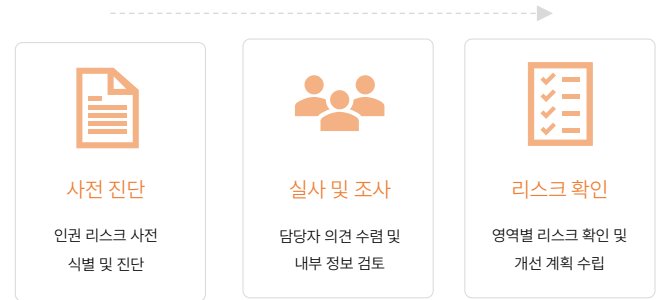 사전 진단
인권 리스크 사전
식별 및 진단
실사 및 조사
담당자 의견 수렴 및
내부 정보 검토
리스크 확인
영역별 리스크 확인 및
개선 계획 수립